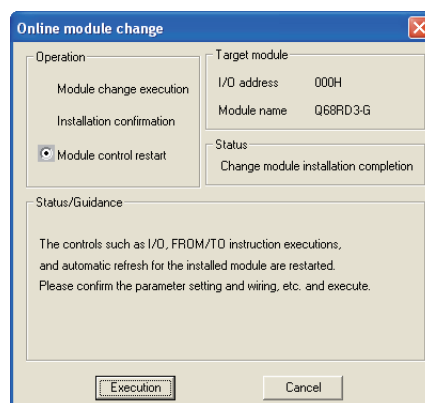 Online module change
Operation
Module change execution
Installation confirmation
Module control restart
Target module
I/O address 000H
Module name Q68RD3-G
Status
Change module installation completion
Status/Guidance
The controls such as I/O, FROM/TO instruction executions,
and automatic refresh for the installed module are restarted.
Please confirm the parameter setting and wiring, etc. and execute.
Execution
Cancel